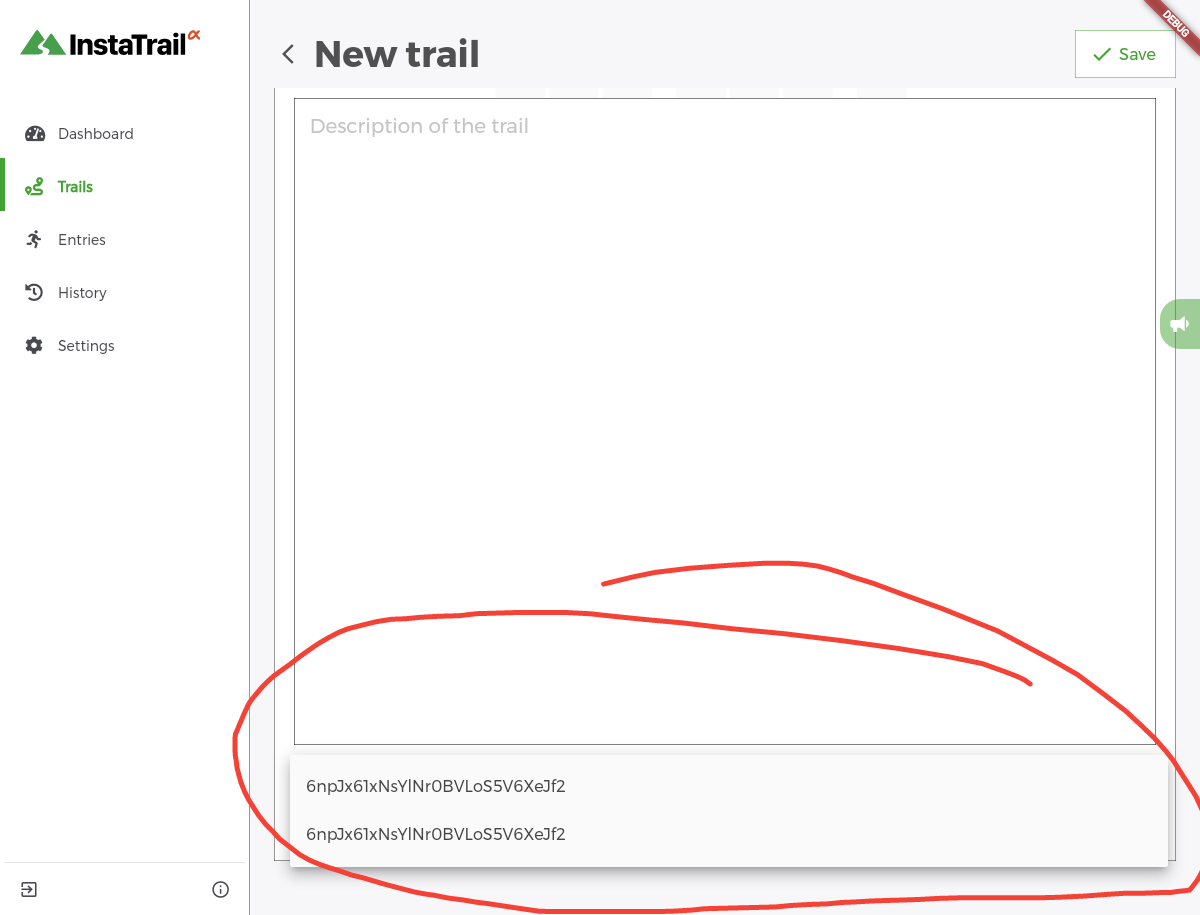 InstaTrail α
DEBUG
New trail
Save
Description of the trail
Dashboard
Trails
Entries
History
Settings
6npJx61xNsYlNr0BVLoS5V6XeJf2
6npJx61xNsYlNr0BVLoS5V6XeJf2